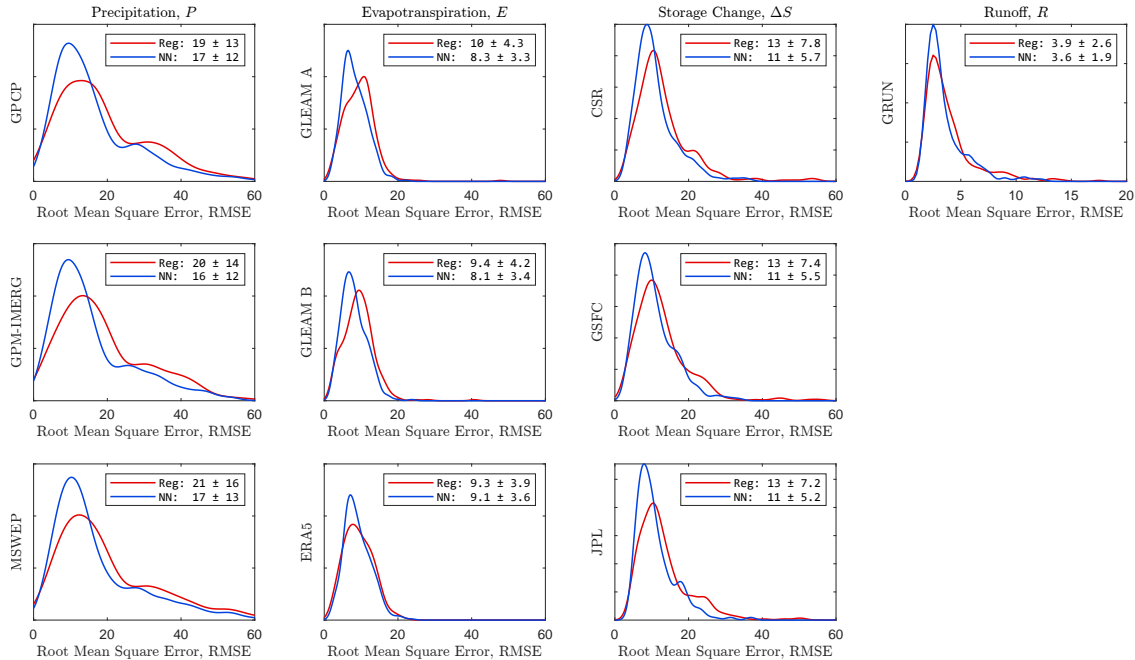 Precipitation, P
Evapotranspiration, E
Storage Change, ΔS
Runoff, R
GPCP
Reg: 19 ± 13
NN: 17 ± 12
0 20 40 60
Root Mean Square Error, RMSE
GLEAM A
Reg: 10 ± 4.3
NN: 8.3 ± 3.3
0 20 40 60
Root Mean Square Error, RMSE
CSR
Reg: 13 ± 7.8
NN: 11 ± 5.7
0 20 40 60
Root Mean Square Error, RMSE
GRUN
Reg: 3.9 ± 2.6
NN: 3.6 ± 1.9
0 5 10 15 20
Root Mean Square Error, RMSE
GPM-IMERG
Reg: 20 ± 14
NN: 16 ± 12
0 20 40 60
Root Mean Square Error, RMSE
GLEAM B
Reg: 9.4 ± 4.2
NN: 8.1 ± 3.4
0 20 40 60
Root Mean Square Error, RMSE
GSFC
Reg: 13 ± 7.4
NN: 11 ± 5.5
0 20 40 60
Root Mean Square Error, RMSE
MSWEP
Reg: 21 ± 16
NN: 17 ± 13
0 20 40 60
Root Mean Square Error, RMSE
ERA5
Reg: 9.3 ± 3.9
NN: 9.1 ± 3.6
0 20 40 60
Root Mean Square Error, RMSE
JPL
Reg: 13 ± 7.2
NN: 11 ± 5.2
0 20 40 60
Root Mean Square Error, RMSE